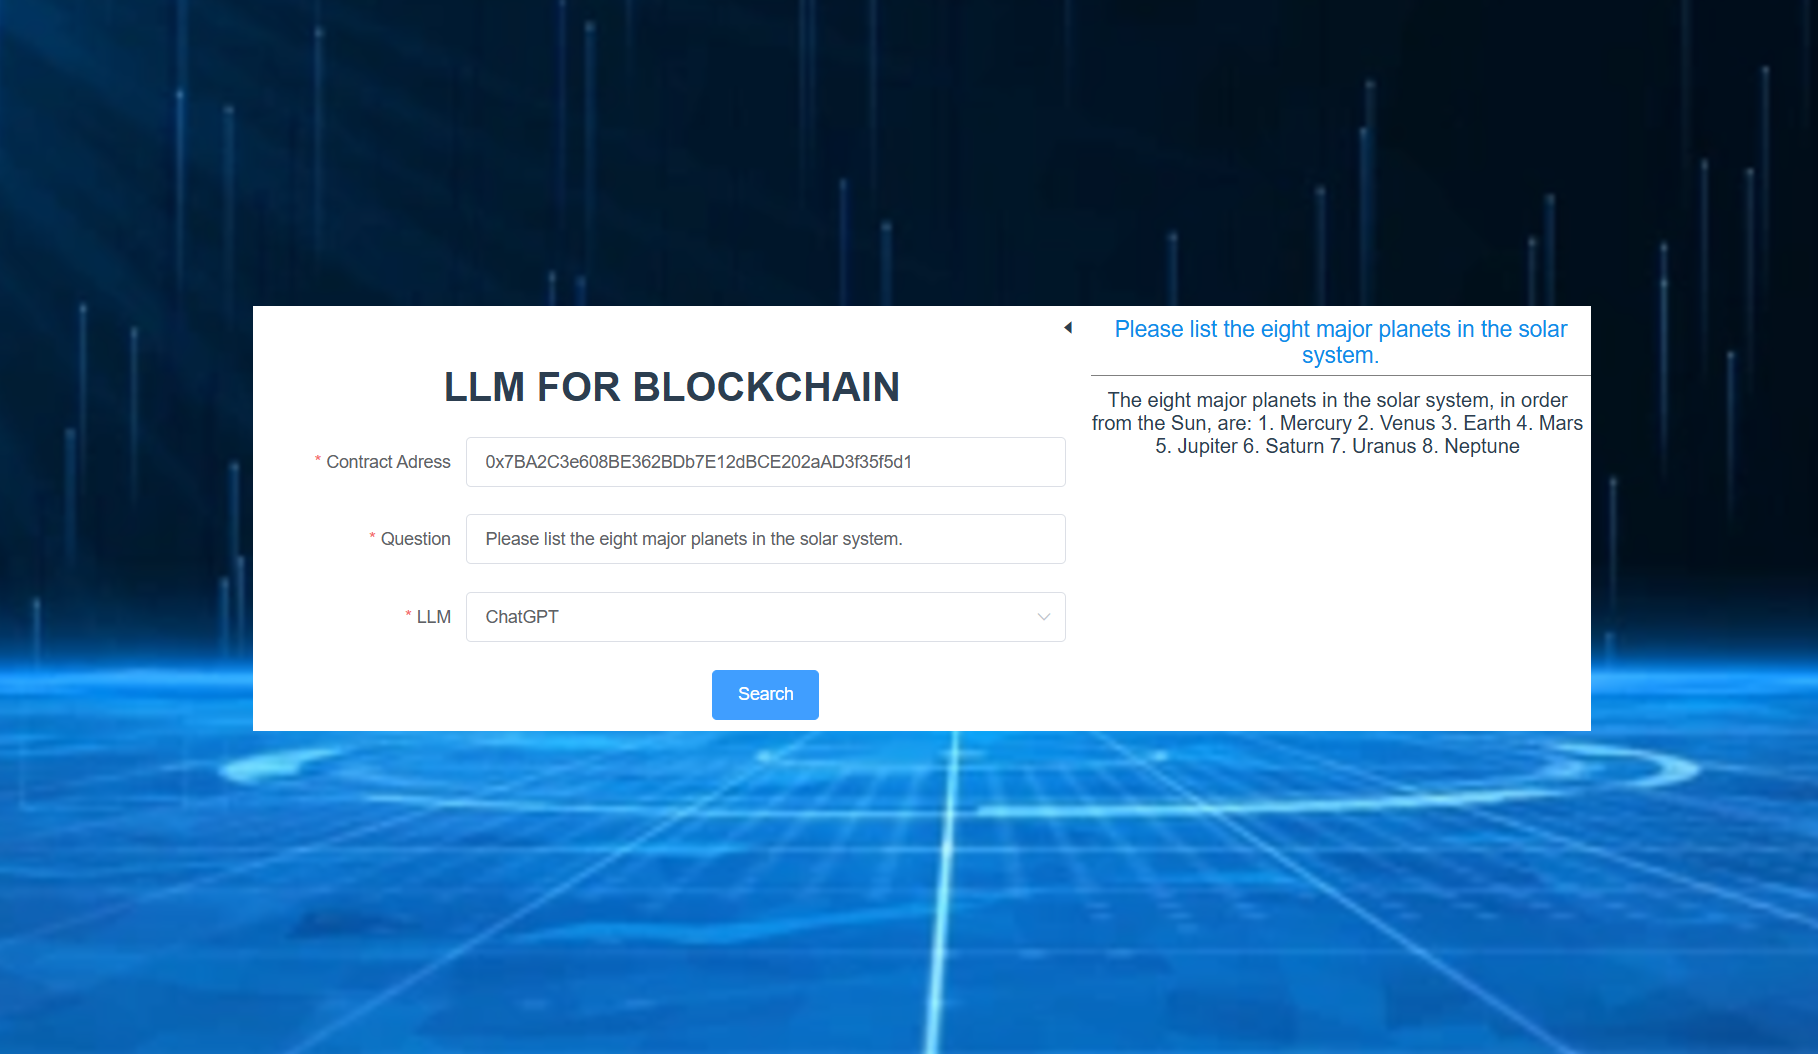 LLM FOR BLOCKCHAIN
* Contract Adress 0x7BA2C3e608BE362BDb7E12dBCE202aAD3f35f5d1
* Question Please list the eight major planets in the solar system.
* LLM ChatGPT
Search
Please list the eight major planets in the solar
system.
The eight major planets in the solar system, in order
from the Sun, are: 1. Mercury 2. Venus 3. Earth 4. Mars
5. Jupiter 6. Saturn 7. Uranus 8. Neptune